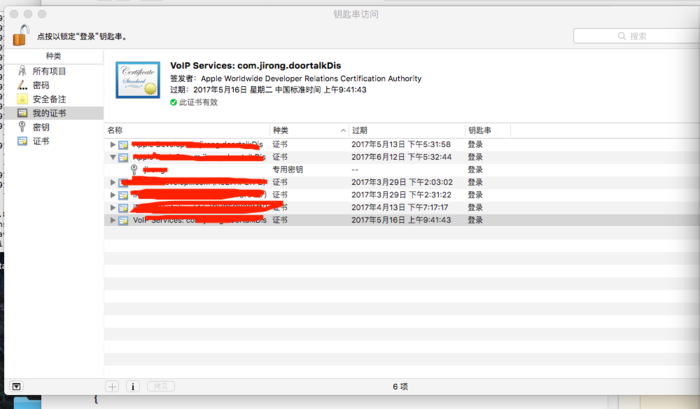 钥匙串访问
点按以锁定“登录”钥匙串。
搜索
种类
所有项目
密码
安全备注
我的证书
密钥
证书
Certificate
Standard
VoIP Services: com.jirong.doortalkDis
签发者: Apple Worldwide Developer Relations Certification Authority
过期: 2017年5月16日 星期二 中国标准时间 上午9:41:43
此证书有效
名称 种类 过期 钥匙串
证书 2017年5月13日 下午5:31:58 登录
证书 2017年6月12日 下午5:32:44 登录
专用密钥 -- 登录
证书 2017年3月29日 下午2:03:02 登录
证书 2017年3月29日 下午2:31:22 登录
证书 2017年4月13日 下午7:17:17 登录
VoIP Services: 证书 2017年5月16日 上午9:41:43 登录
拷贝
6 项
{